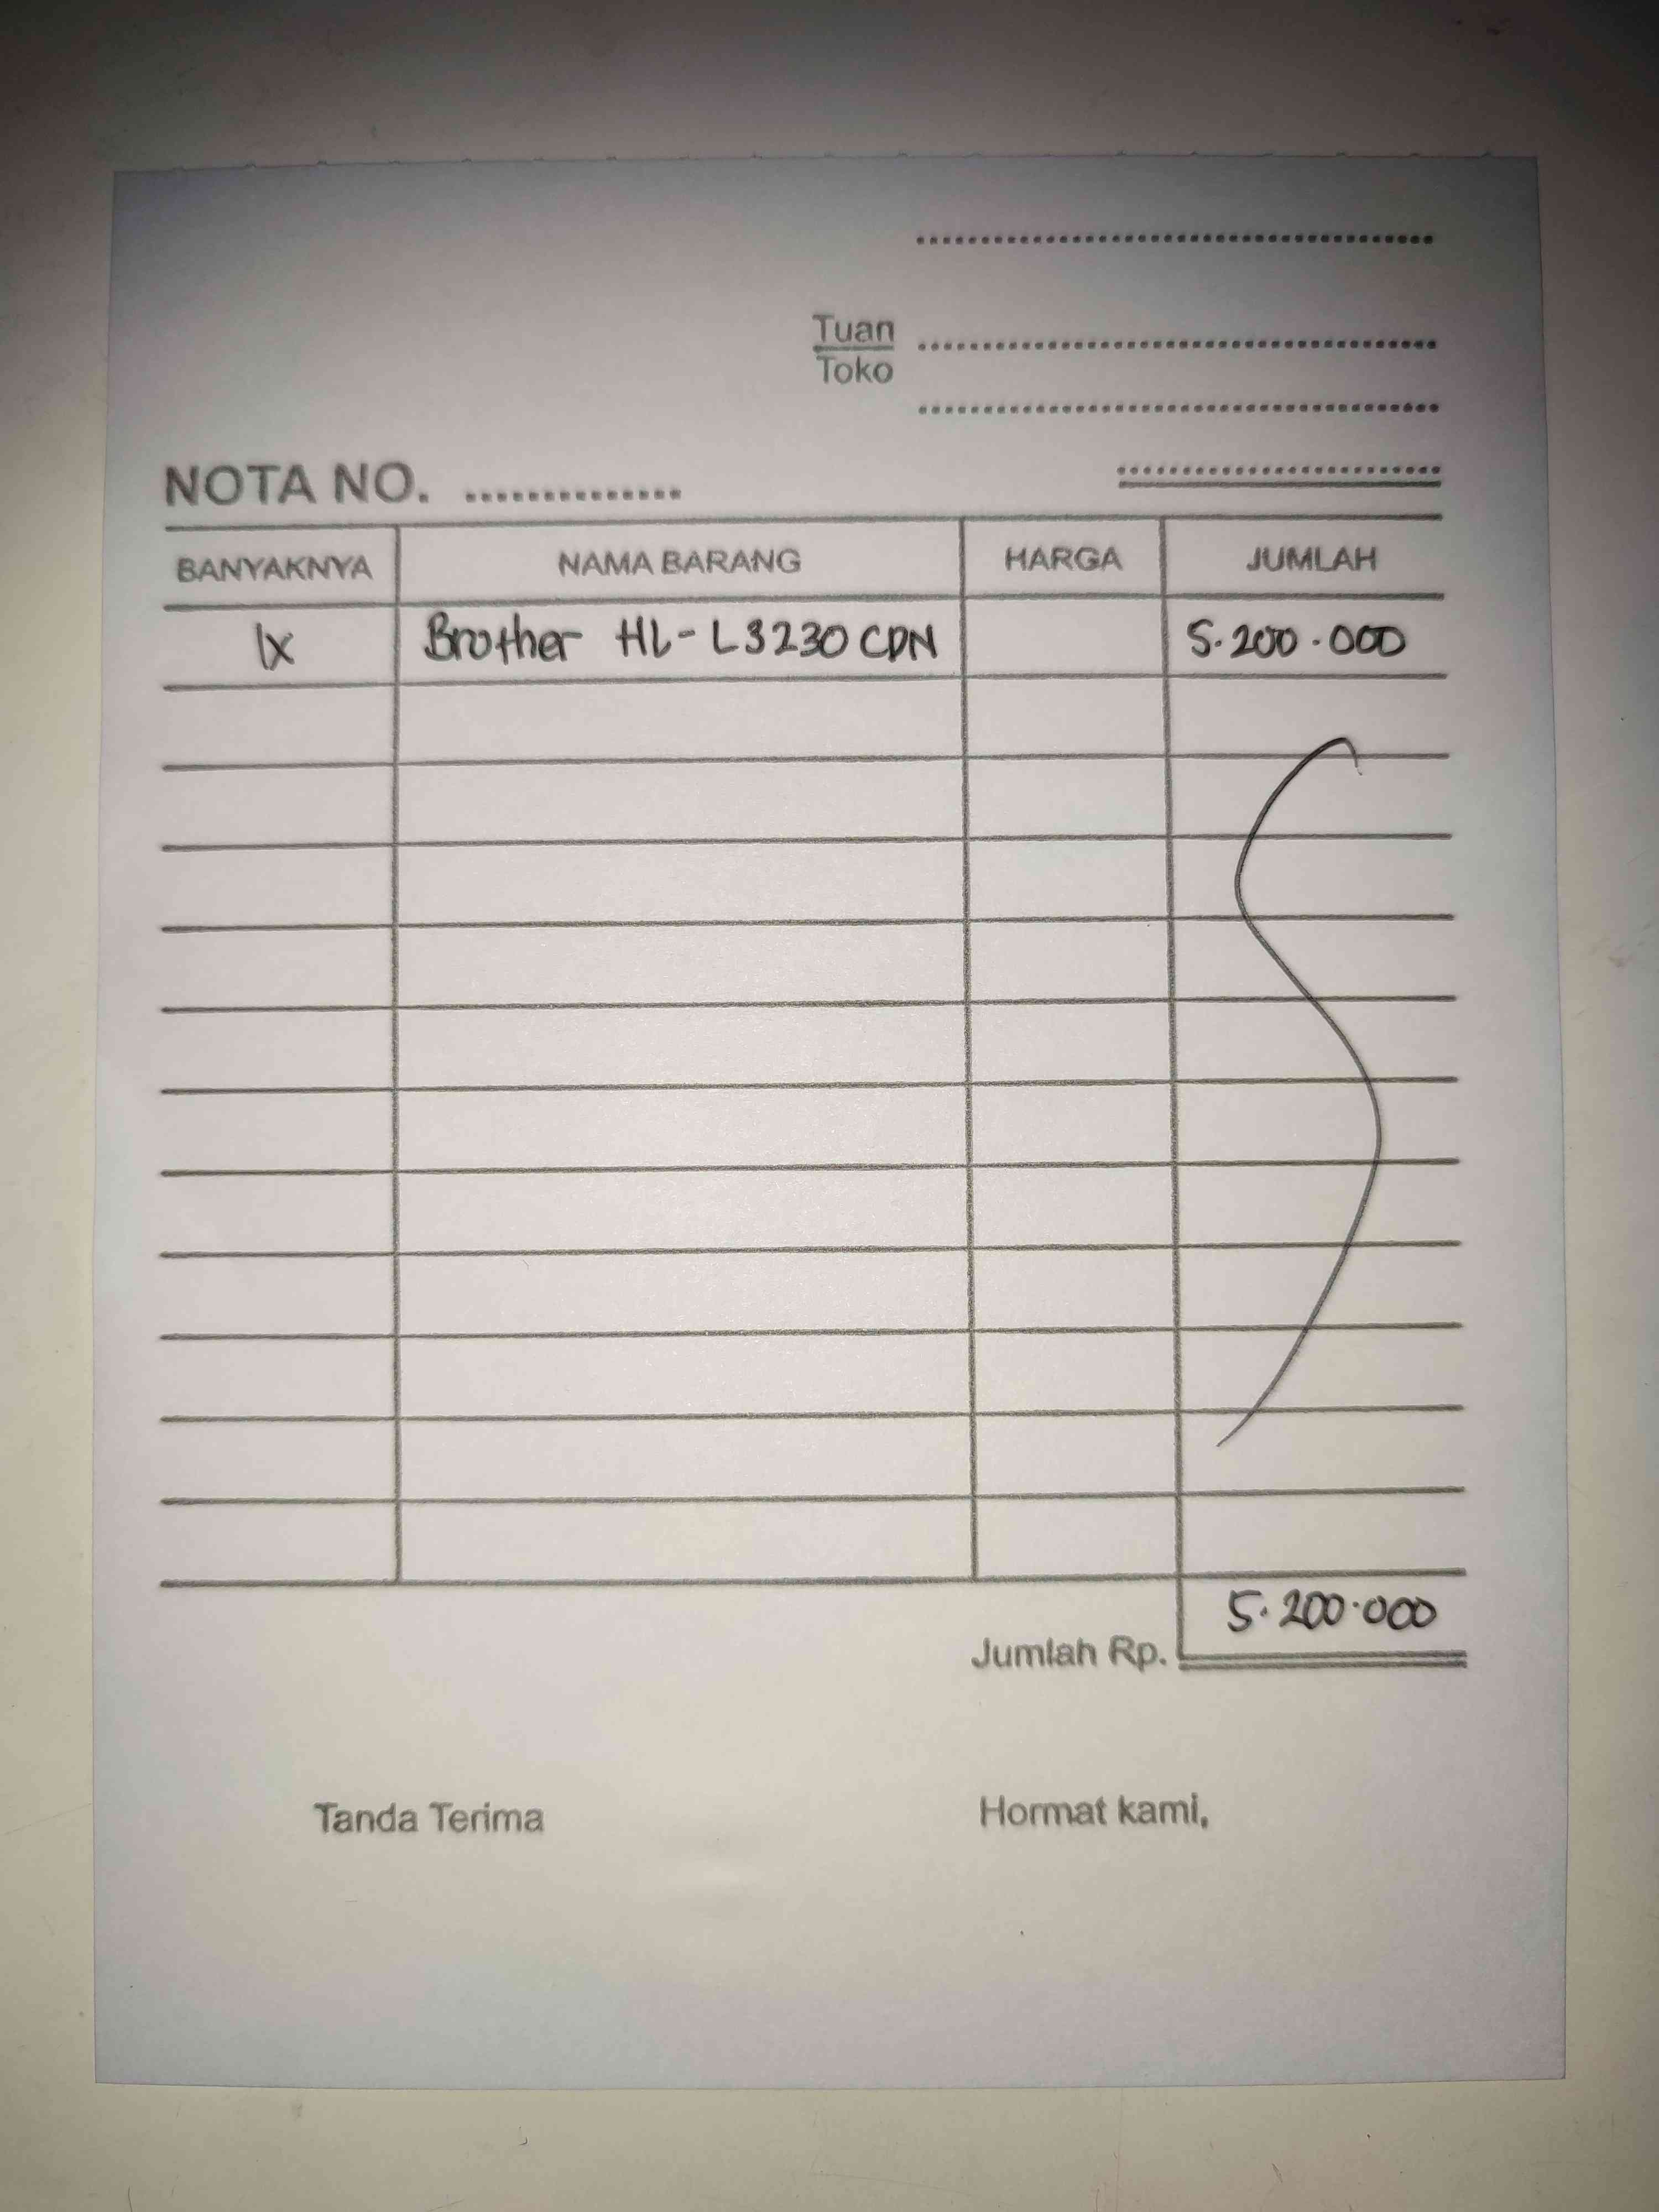 Tuan
Toko
NOTA NO. ..............
BANYAKNYA NAMA BARANG HARGA JUMLAH
1x Brother HL-L3230CDN 5.200.000
5.200.000
Jumlah Rp.
Tanda Terima Hormat kami,